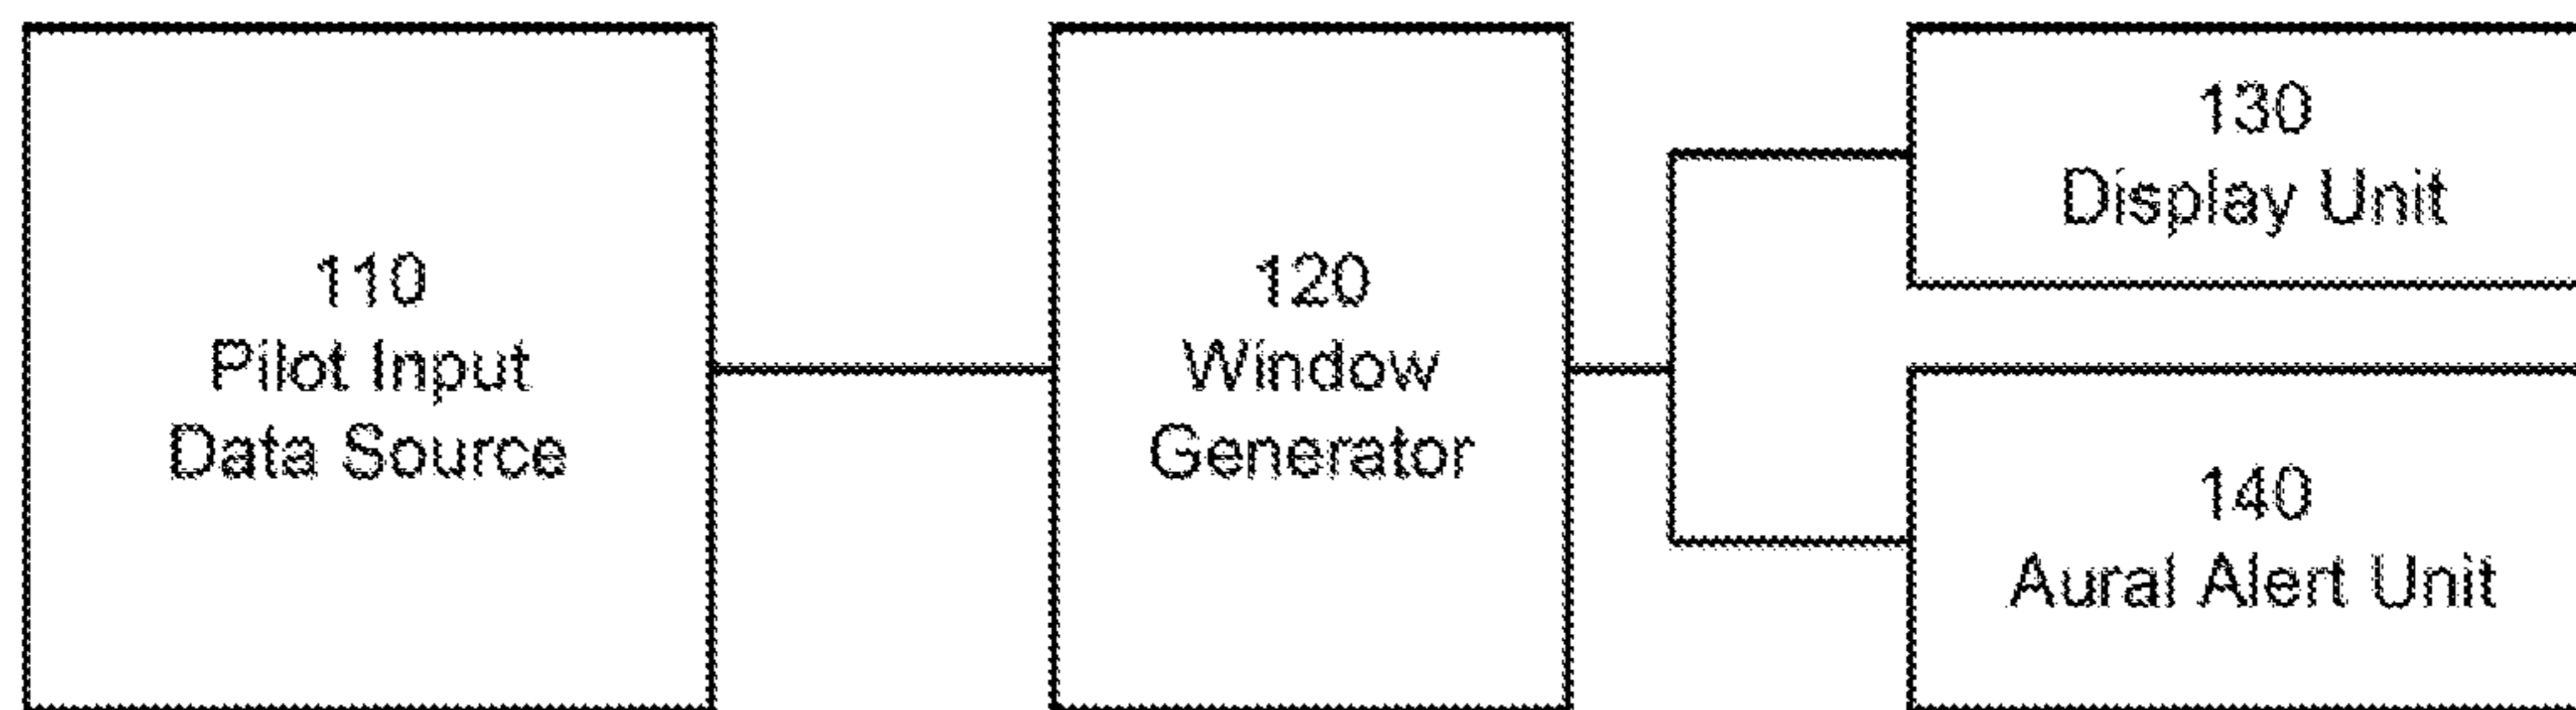 110
Pilot Input
Data Source
120
Window
Generator
130
Display Unit
140
Aural Alert Unit